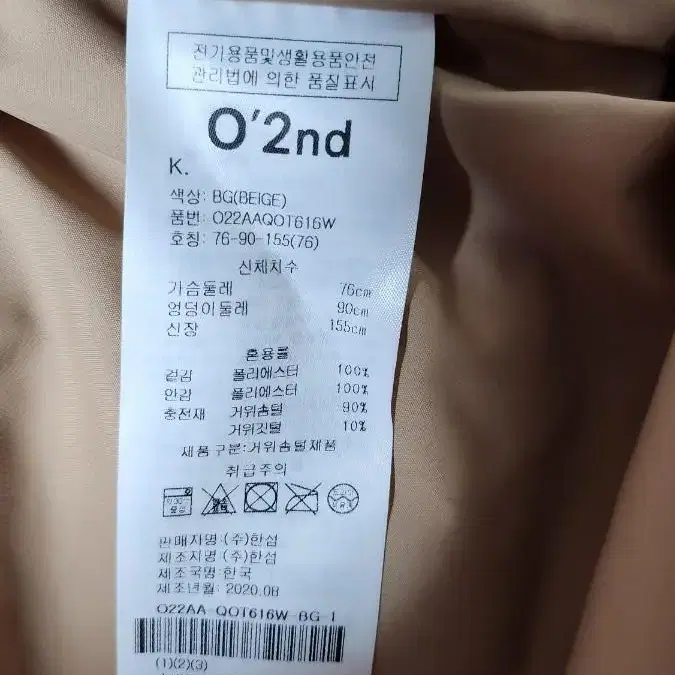 전기용품및생활용품안전
관리법에 의한 품질표시
O'2nd
K.
색상: BG(BEIGE)
품번: O22AAQOT616W
호칭: 76-90-155(76)
신체치수
가슴둘레 76cm
엉덩이둘레 90cm
신장 155cm
혼용률
겉감 폴리에스터 100%
안감 폴리에스터 100%
충전재 거위솜털 90%
거위깃털 10%
제품구분:거위솜털제품
취급주의
판매자명:(주)한섬
제조자명:(주)한섬
제조국명:한국
제조년월: 2020.08
O22AA-QOT616W-BG-1
(1)(2)(3)